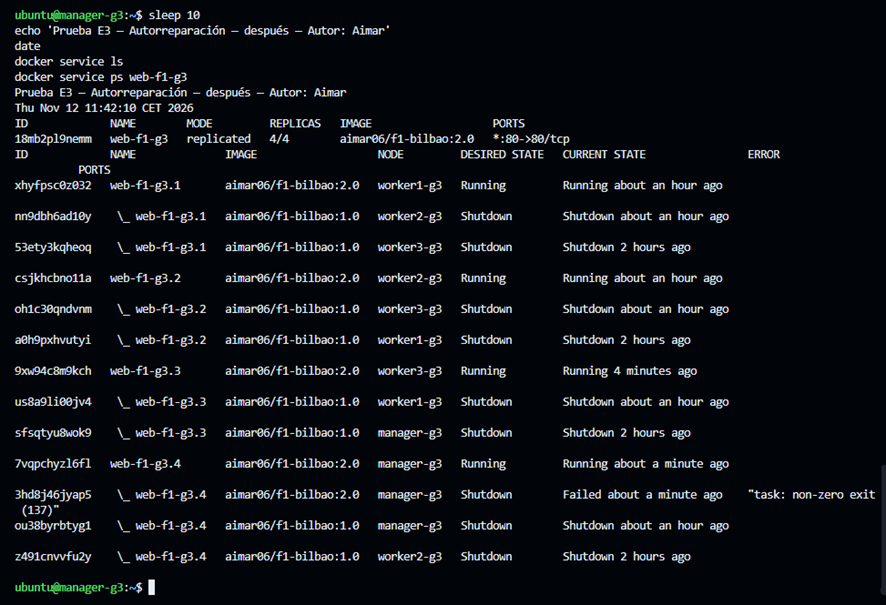 ubuntu@manager-g3:~$ sleep 10
echo 'Prueba E3 — Autorreparación — después — Autor: Aimar'
date
docker service ls
docker service ps web-f1-g3
Prueba E3 — Autorreparación — después — Autor: Aimar
Thu Nov 12 11:42:10 CET 2026
ID NAME MODE REPLICAS IMAGE PORTS
18mb2pl9nemm web-f1-g3 replicated 4/4 aimar06/f1-bilbao:2.0 *:80->80/tcp
ID NAME IMAGE NODE DESIRED STATE CURRENT STATE ERROR
PORTS
xhyfpsc0z032 web-f1-g3.1 aimar06/f1-bilbao:2.0 worker1-g3 Running Running about an hour ago
nn9dbh6ad10y \_ web-f1-g3.1 aimar06/f1-bilbao:1.0 worker2-g3 Shutdown Shutdown about an hour ago
53ety3kqheoq \_ web-f1-g3.1 aimar06/f1-bilbao:1.0 worker3-g3 Shutdown Shutdown 2 hours ago
csjkhcbno11a web-f1-g3.2 aimar06/f1-bilbao:2.0 worker2-g3 Running Running about an hour ago
oh1c30qndvnm \_ web-f1-g3.2 aimar06/f1-bilbao:1.0 worker3-g3 Shutdown Shutdown about an hour ago
a0h9pxhvutyi \_ web-f1-g3.2 aimar06/f1-bilbao:1.0 worker1-g3 Shutdown Shutdown 2 hours ago
9xw94c8m9kch web-f1-g3.3 aimar06/f1-bilbao:2.0 worker3-g3 Running Running 4 minutes ago
us8a9li00jv4 \_ web-f1-g3.3 aimar06/f1-bilbao:1.0 worker1-g3 Shutdown Shutdown about an hour ago
sfsqtyu8wok9 \_ web-f1-g3.3 aimar06/f1-bilbao:1.0 manager-g3 Shutdown Shutdown 2 hours ago
7vqpchyzl6fl web-f1-g3.4 aimar06/f1-bilbao:2.0 manager-g3 Running Running about a minute ago
3hd8j46jyap5 \_ web-f1-g3.4 aimar06/f1-bilbao:2.0 manager-g3 Shutdown Failed about a minute ago "task: non-zero exit
(137)"
ou38byrbtyg1 \_ web-f1-g3.4 aimar06/f1-bilbao:1.0 manager-g3 Shutdown Shutdown about an hour ago
z491cnvvfu2y \_ web-f1-g3.4 aimar06/f1-bilbao:1.0 worker2-g3 Shutdown Shutdown 2 hours ago
ubuntu@manager-g3:~$